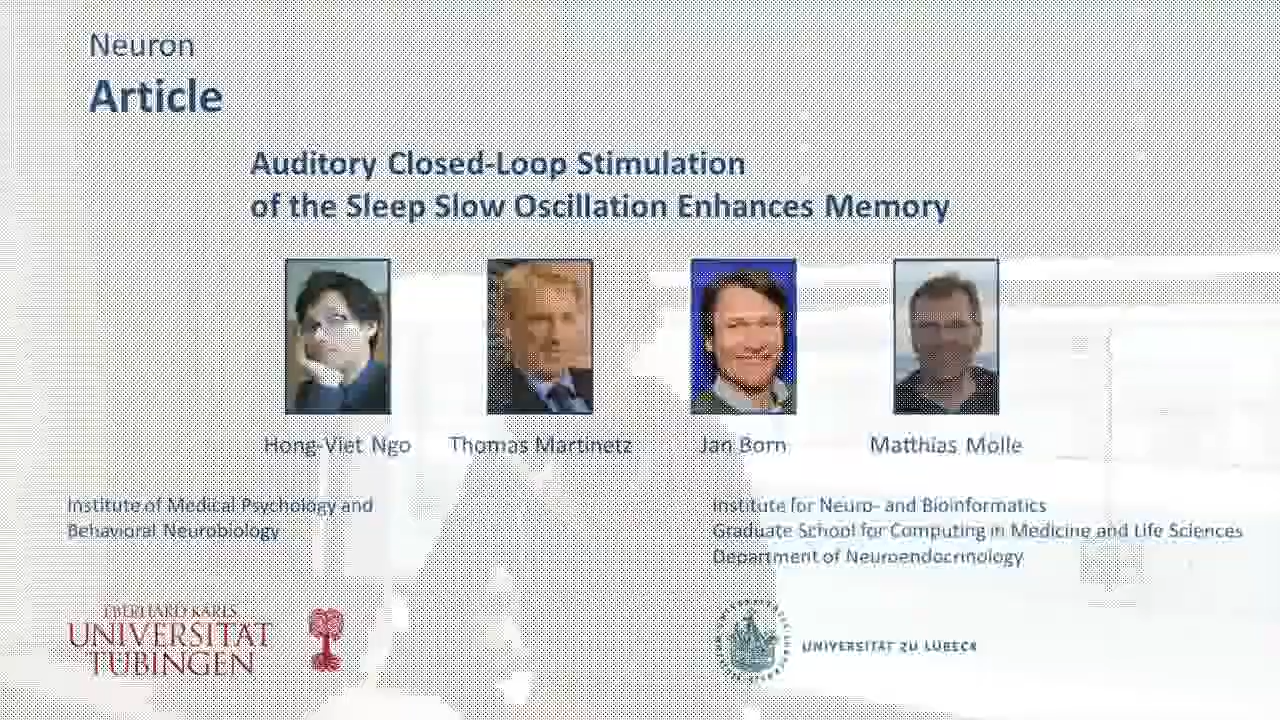 Neuron
Article
Auditory Closed-Loop Stimulation
of the Sleep Slow Oscillation Enhances Memory
Hong-Viet Ngo
Thomas Martinetz
Jan Born
Matthias Mölle
Institute of Medical Psychology and
Behavioral Neurobiology
Institute for Neuro- and Bioinformatics
Graduate School for Computing in Medicine and Life Sciences
Department of Neuroendocrinology
EBERHARD KARLS
UNIVERSITÄT
TÜBINGEN
UNIVERSITÄT ZU LÜBECK